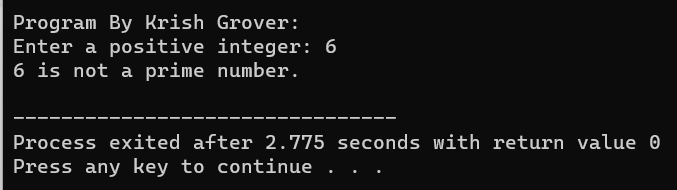 Program By Krish Grover:
Enter a positive integer: 6
6 is not a prime number.
--------------------------------
Process exited after 2.775 seconds with return value 0
Press any key to continue . . .